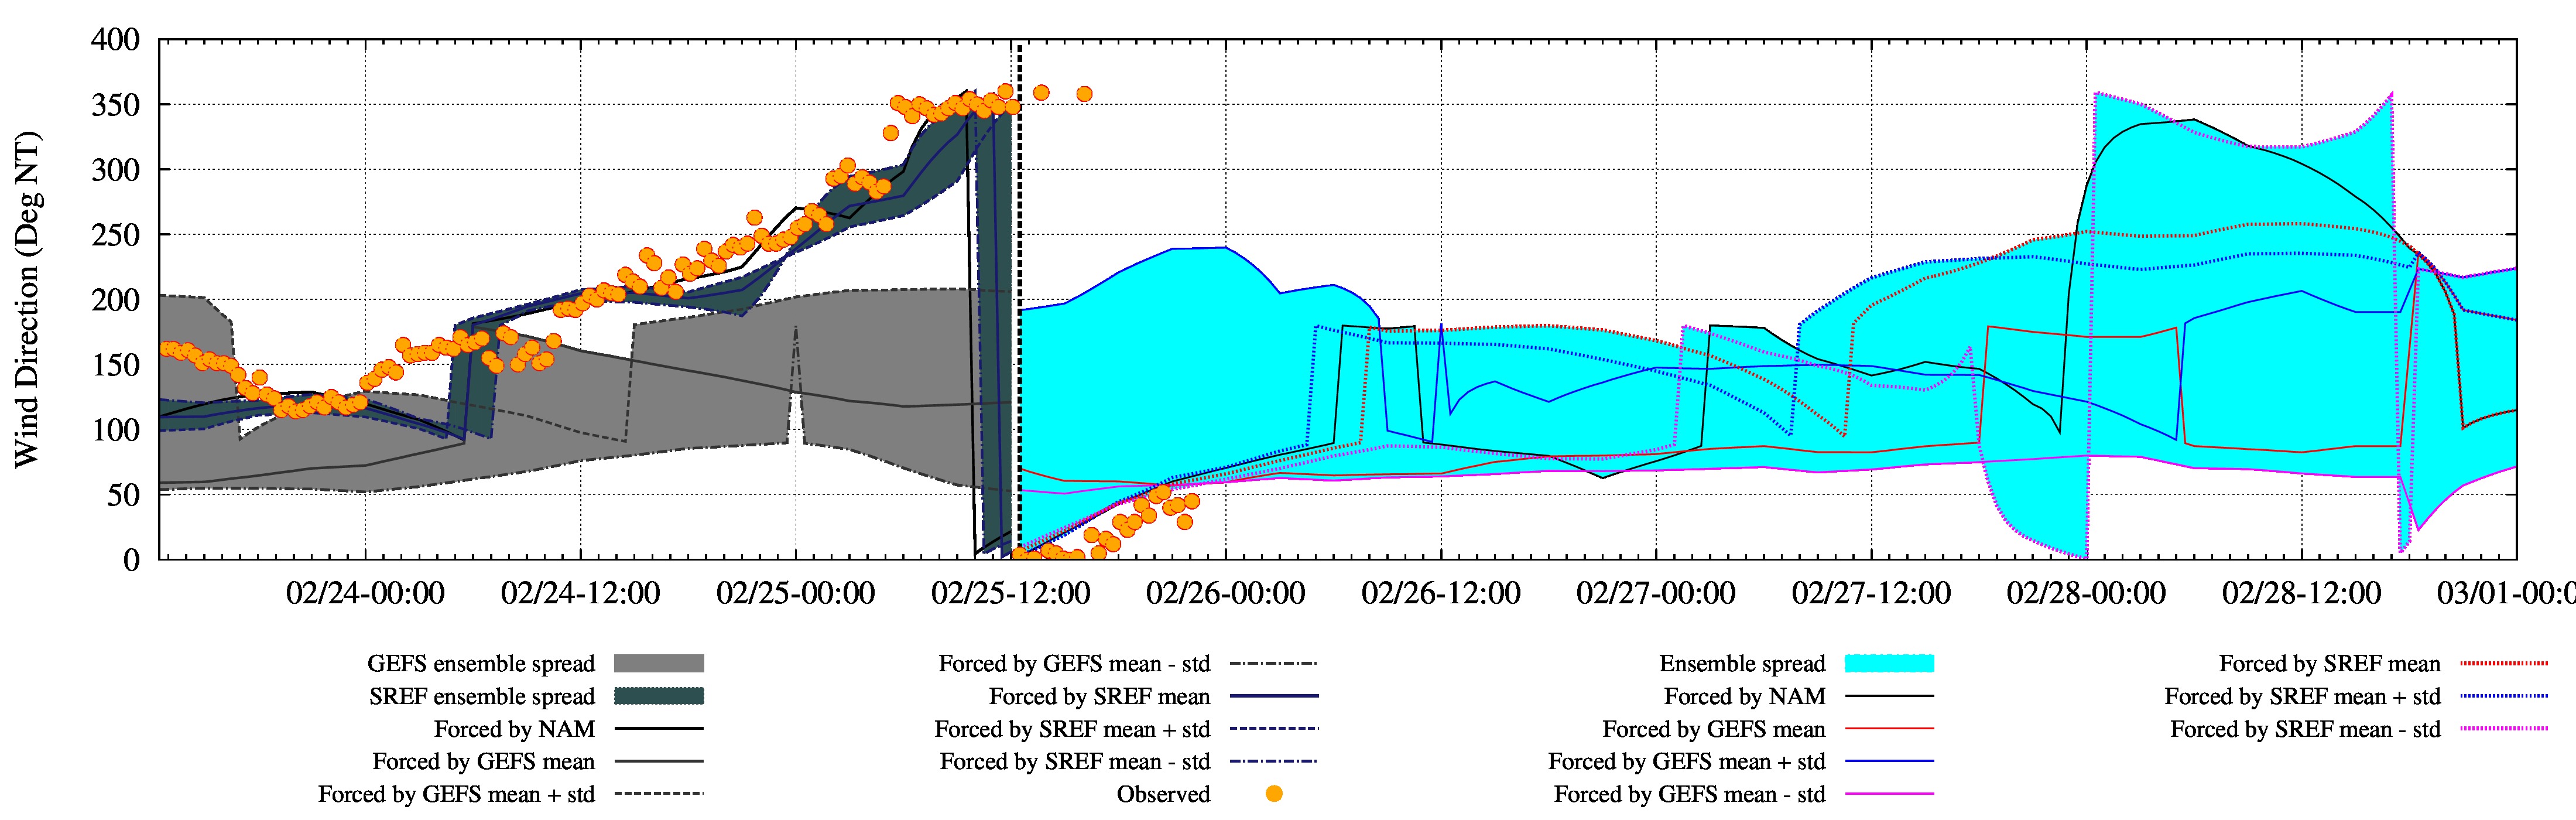 400
350
300
250
200
150
100
50
0
Wind Direction (Deg NT)
02/24-00:00 02/24-12:00 02/25-00:00 02/25-12:00 02/26-00:00 02/26-12:00 02/27-00:00 02/27-12:00 02/28-00:00 02/28-12:00 03/01-00:0
GEFS ensemble spread
SREF ensemble spread
Forced by NAM
Forced by GEFS mean
Forced by GEFS mean + std
Forced by GEFS mean - std
Forced by SREF mean
Forced by SREF mean + std
Forced by SREF mean - std
Observed
Ensemble spread
Forced by NAM
Forced by GEFS mean
Forced by GEFS mean + std
Forced by GEFS mean - std
Forced by SREF mean
Forced by SREF mean + std
Forced by SREF mean - std